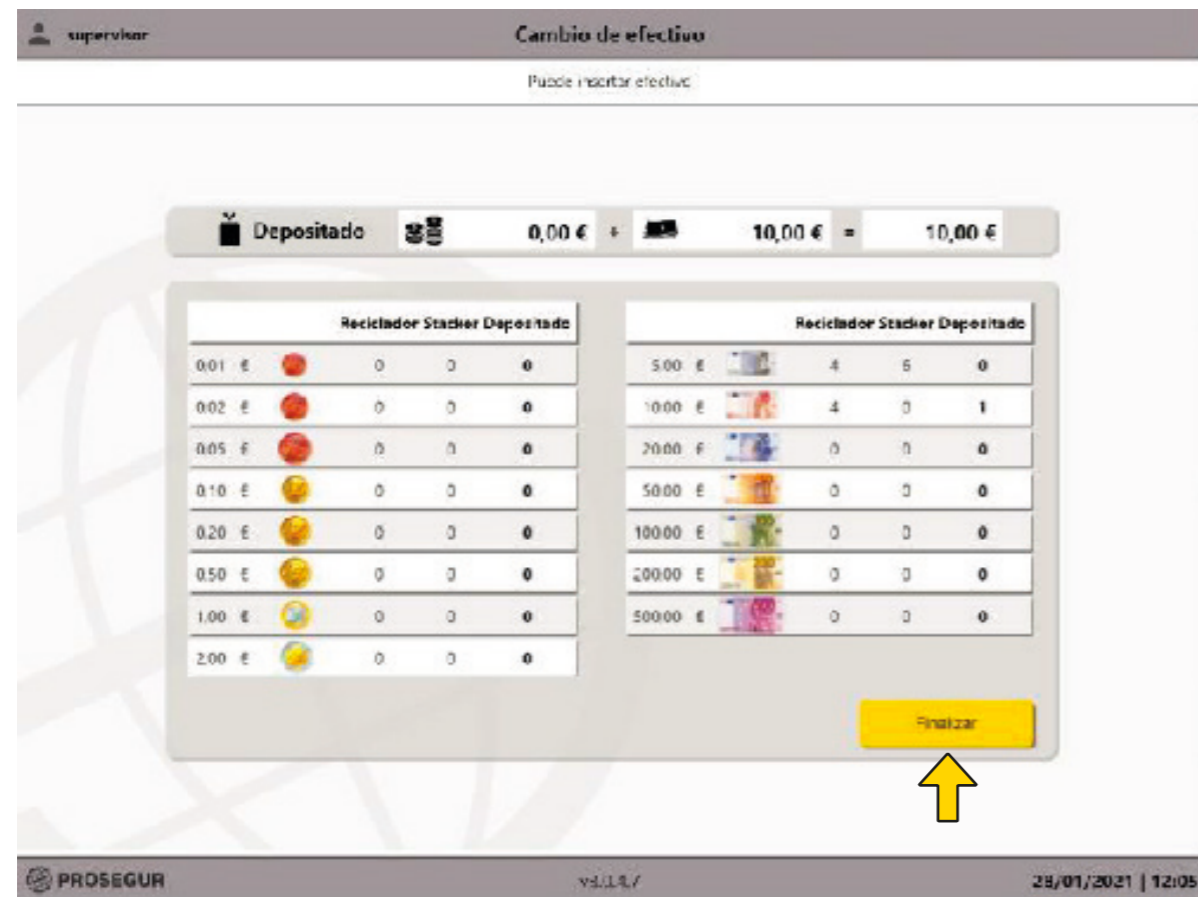 supervisor Cambio de efectivo
Puede insertar efectivo
Depositado 0,00 € + 10,00 € = 10,00 €
Reciclador Stacker Depositado
0.01 € 0 0 0
0.02 € 0 0 0
0.05 € 0 0 0
0.10 € 0 0 0
0.20 € 0 0 0
0.50 € 0 0 0
1.00 € 0 0 0
2.00 € 0 0 0
Reciclador Stacker Depositado
5.00 € 4 0
10.00 € 4 0 1
20.00 € 0 0 0
50.00 € 0 0 0
100.00 € 0 0 0
200.00 € 0 0 0
500.00 € 0 0 0
Finalizar
PROSEGUR 28/01/2021 | 12:05